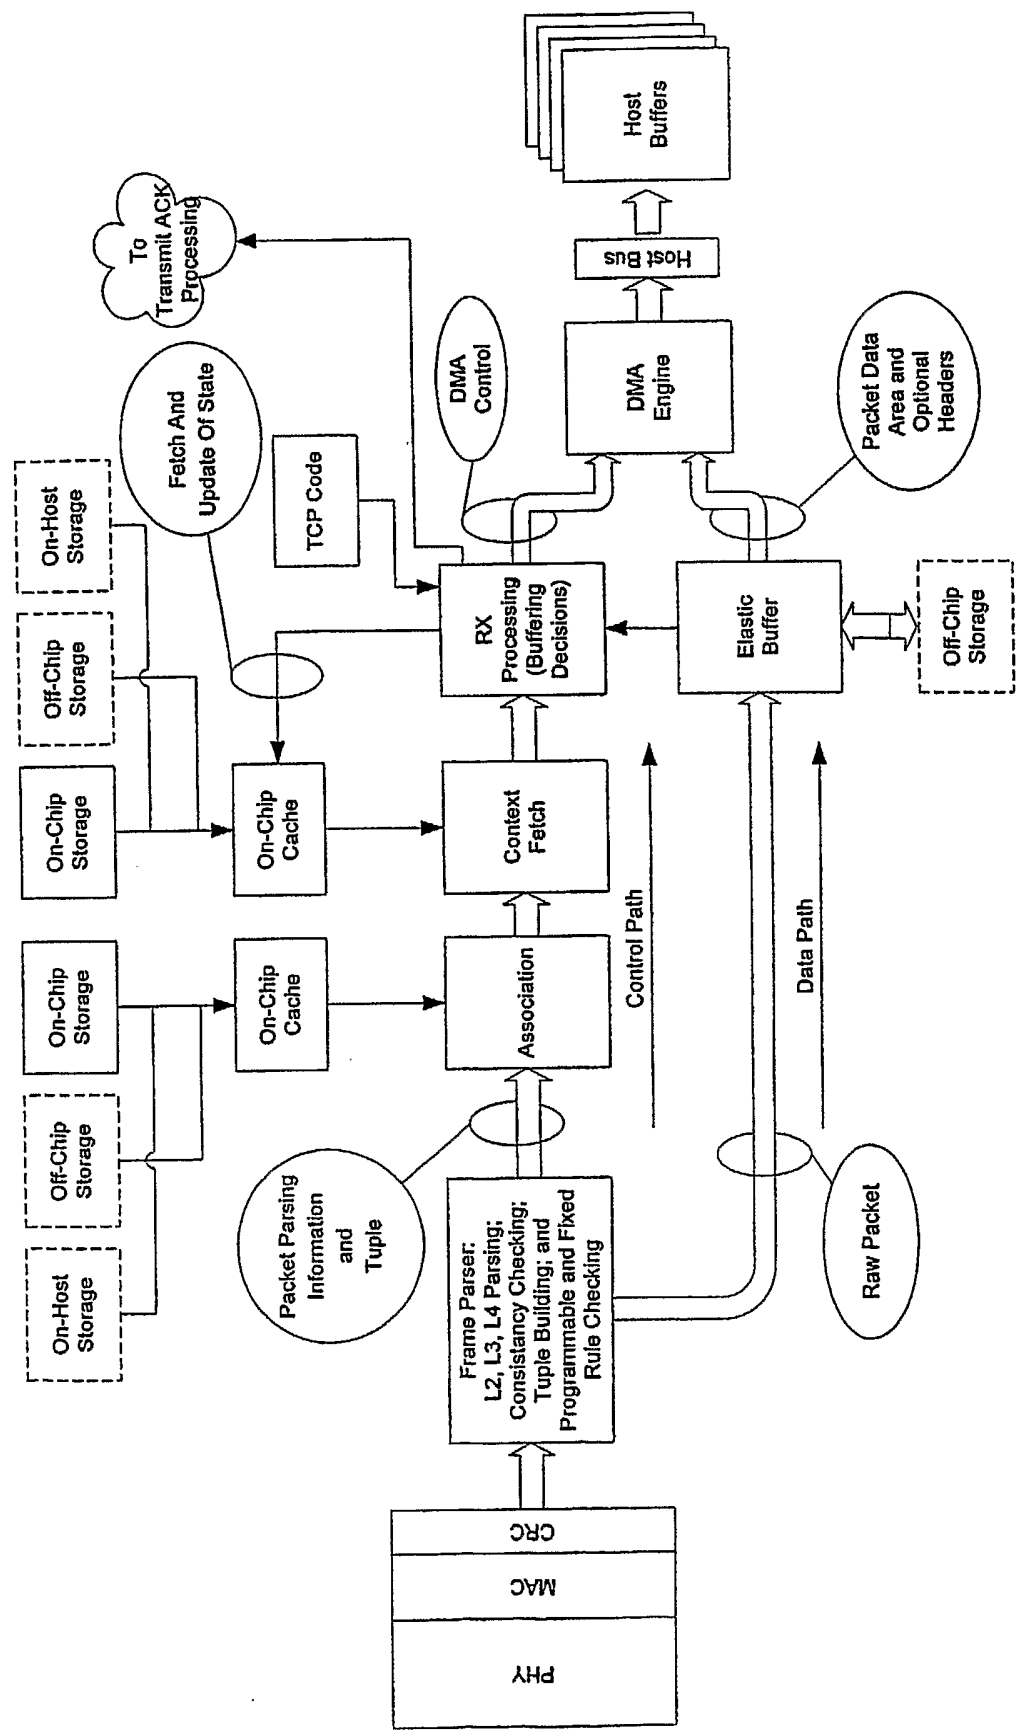 On-Host
Storage
Off-Chip
Storage
On-Chip
Storage
On-Chip
Storage
Off-Chip
Storage
On-Host
Storage
To
Transmit ACK
Processing
Fetch And
Update Of State
On-Chip
Cache
On-Chip
Cache
TCP Code
Packet Parsing
Information
and
Tuple
DMA
Control
PHY
MAC
CRC
Frame Parser:
L2, L3, L4 Parsing;
Consistancy Checking;
Tuple Building; and
Programmable and Fixed
Rule Checking
Association
Context
Fetch
RX
Processing
(Buffering
Decisions)
DMA
Engine
Host Bus
Host
Buffers
Control Path
Elastic
Buffer
Data Path
Raw Packet
Packet Data
Area and
Optional
Headers
Off-Chip
Storage